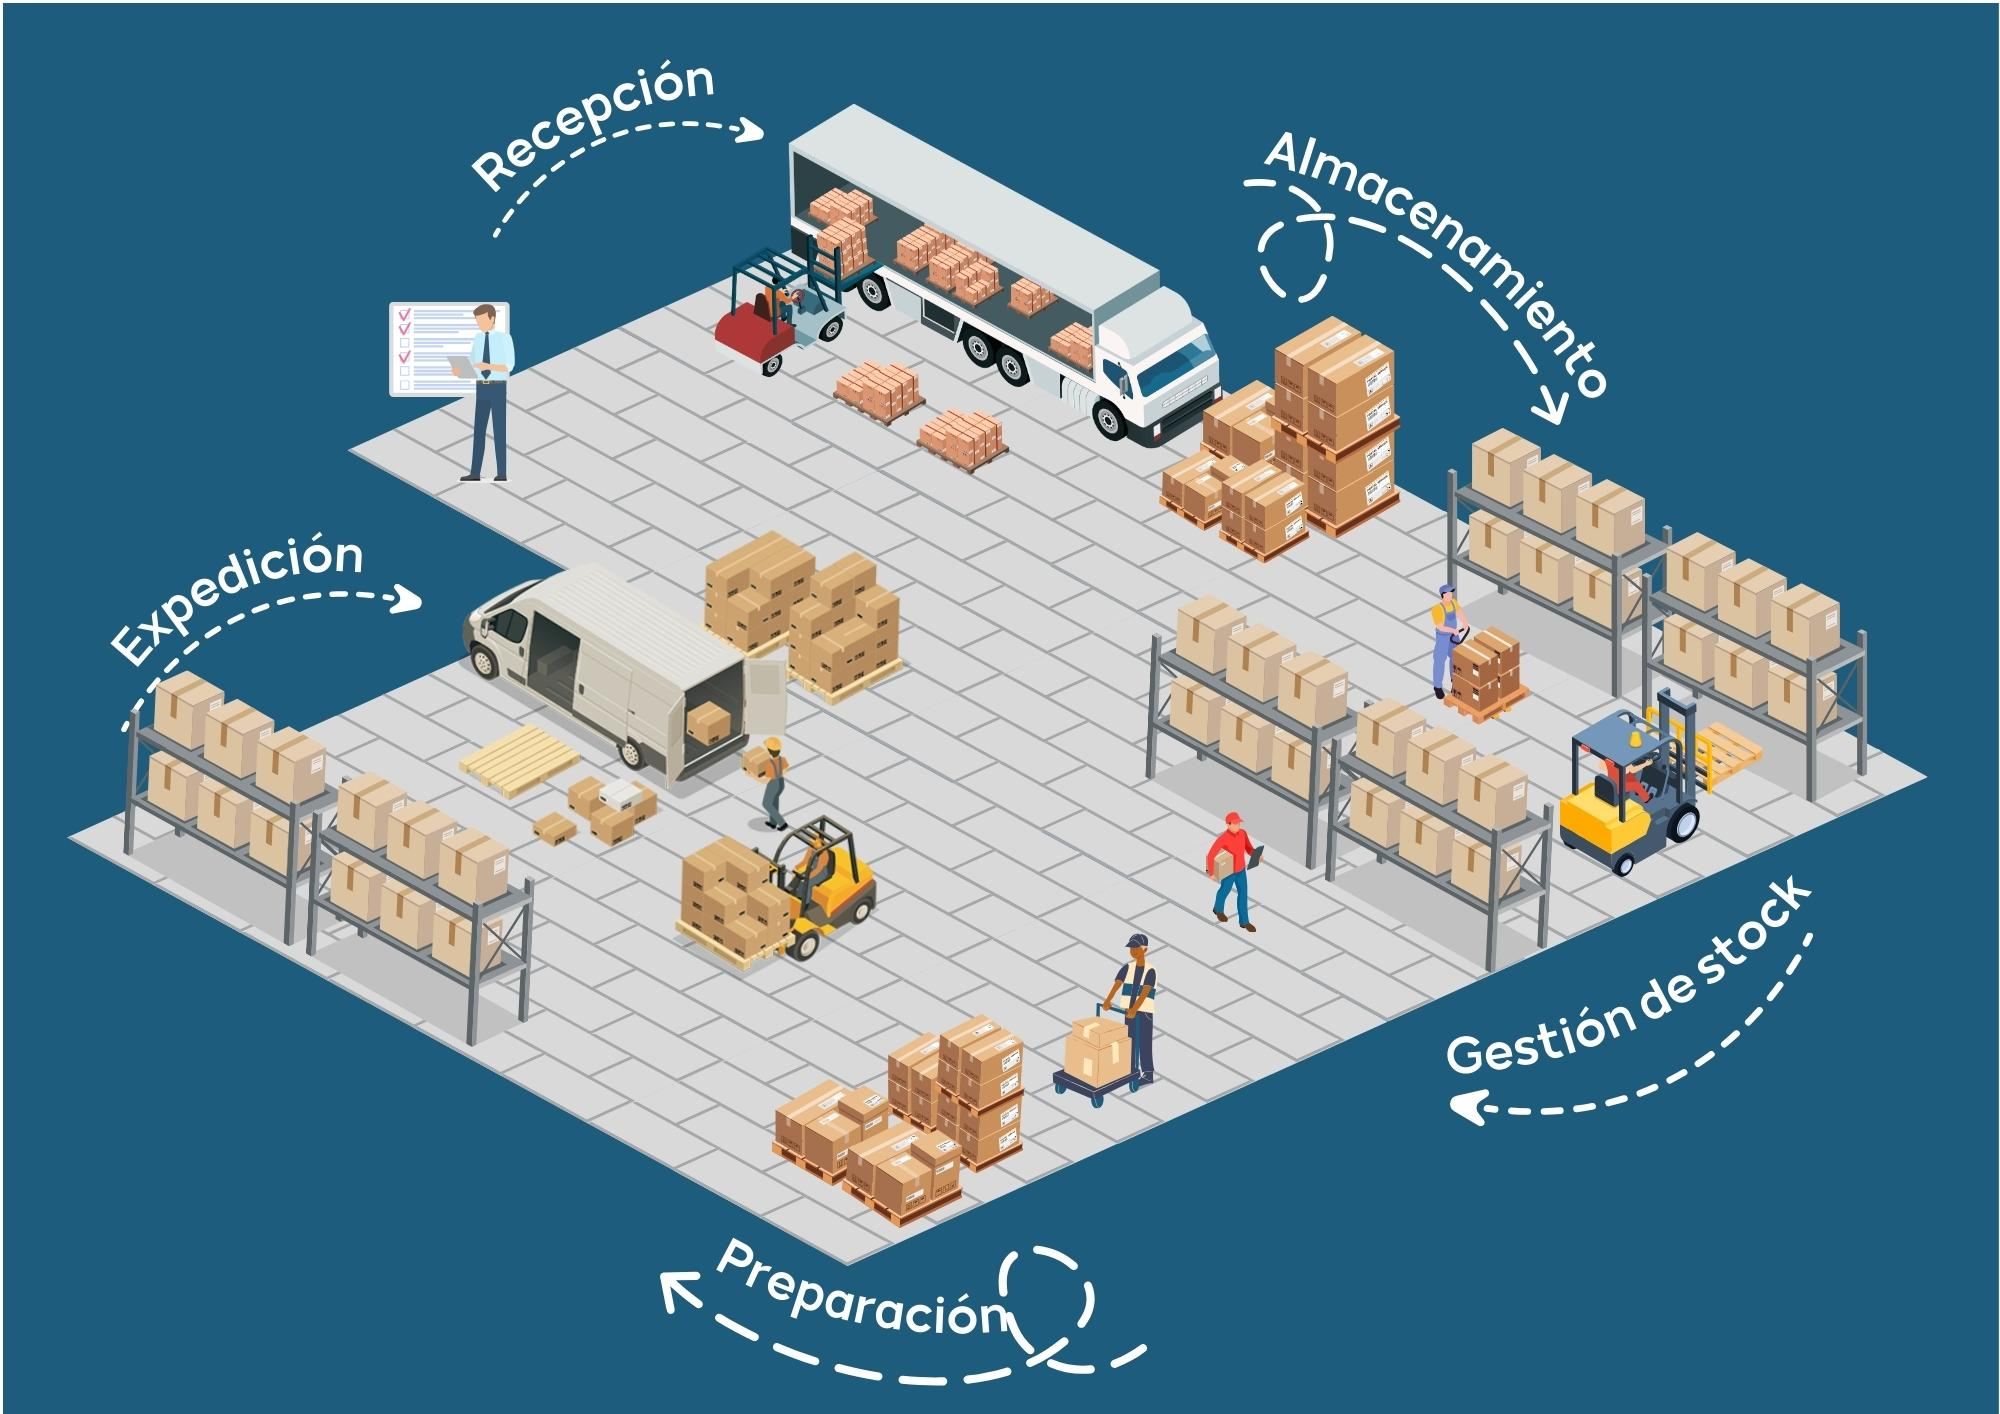 Recepción
Almacenamiento
Expedición
Gestión de stock
Preparación